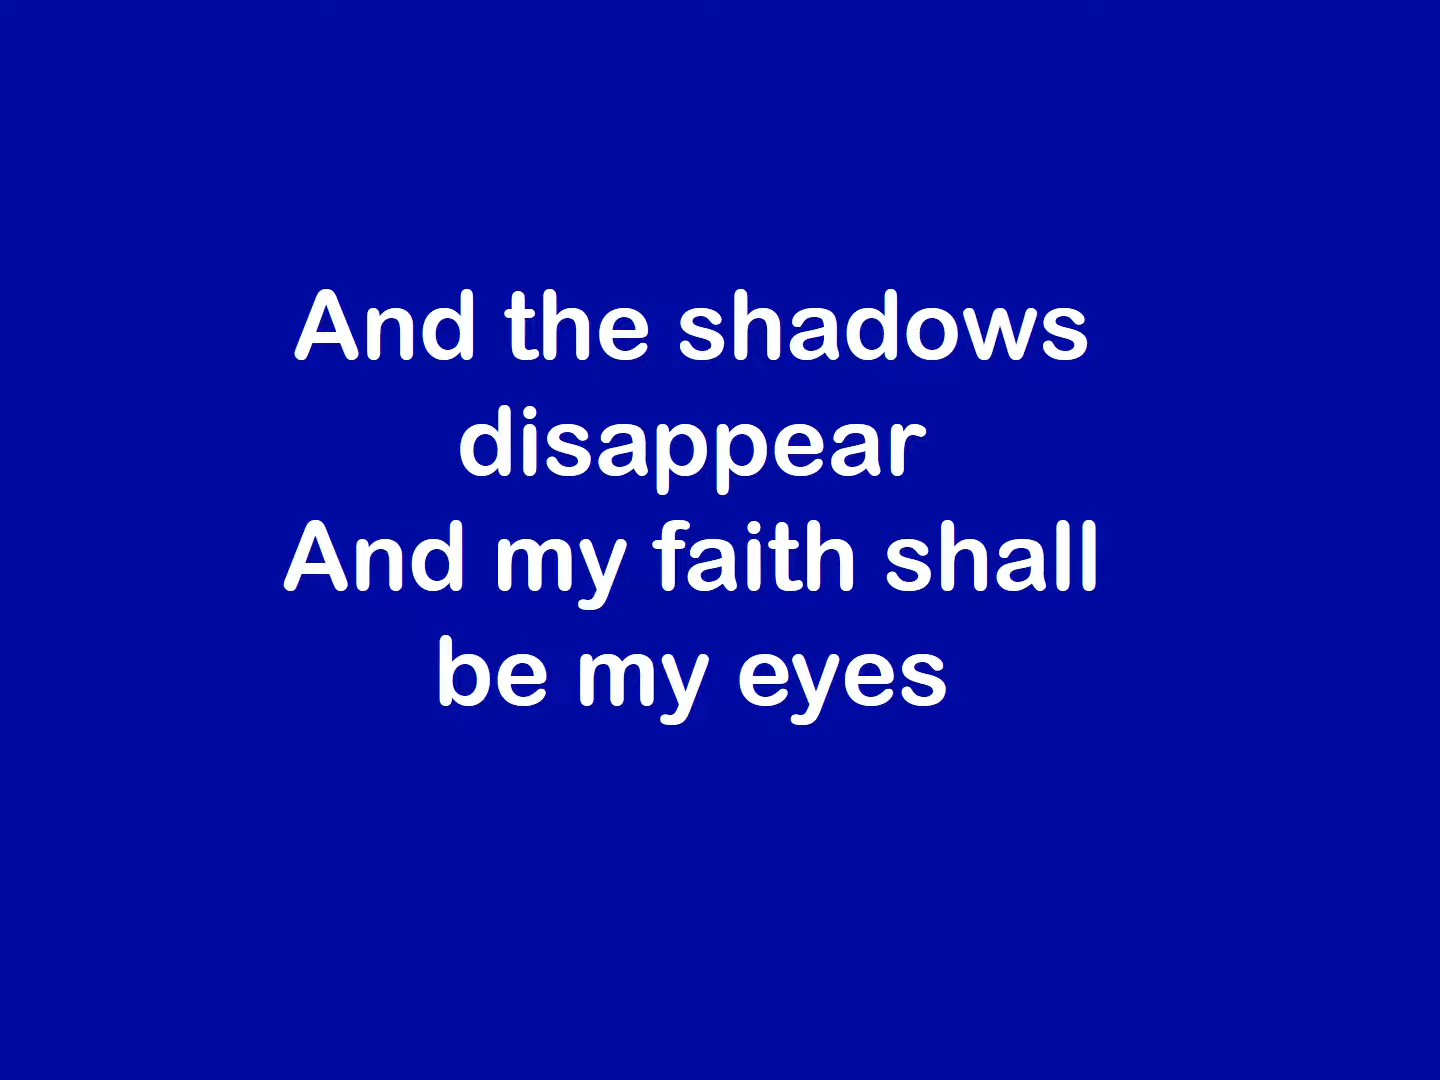 And the shadows
disappear
And my faith shall
be my eyes